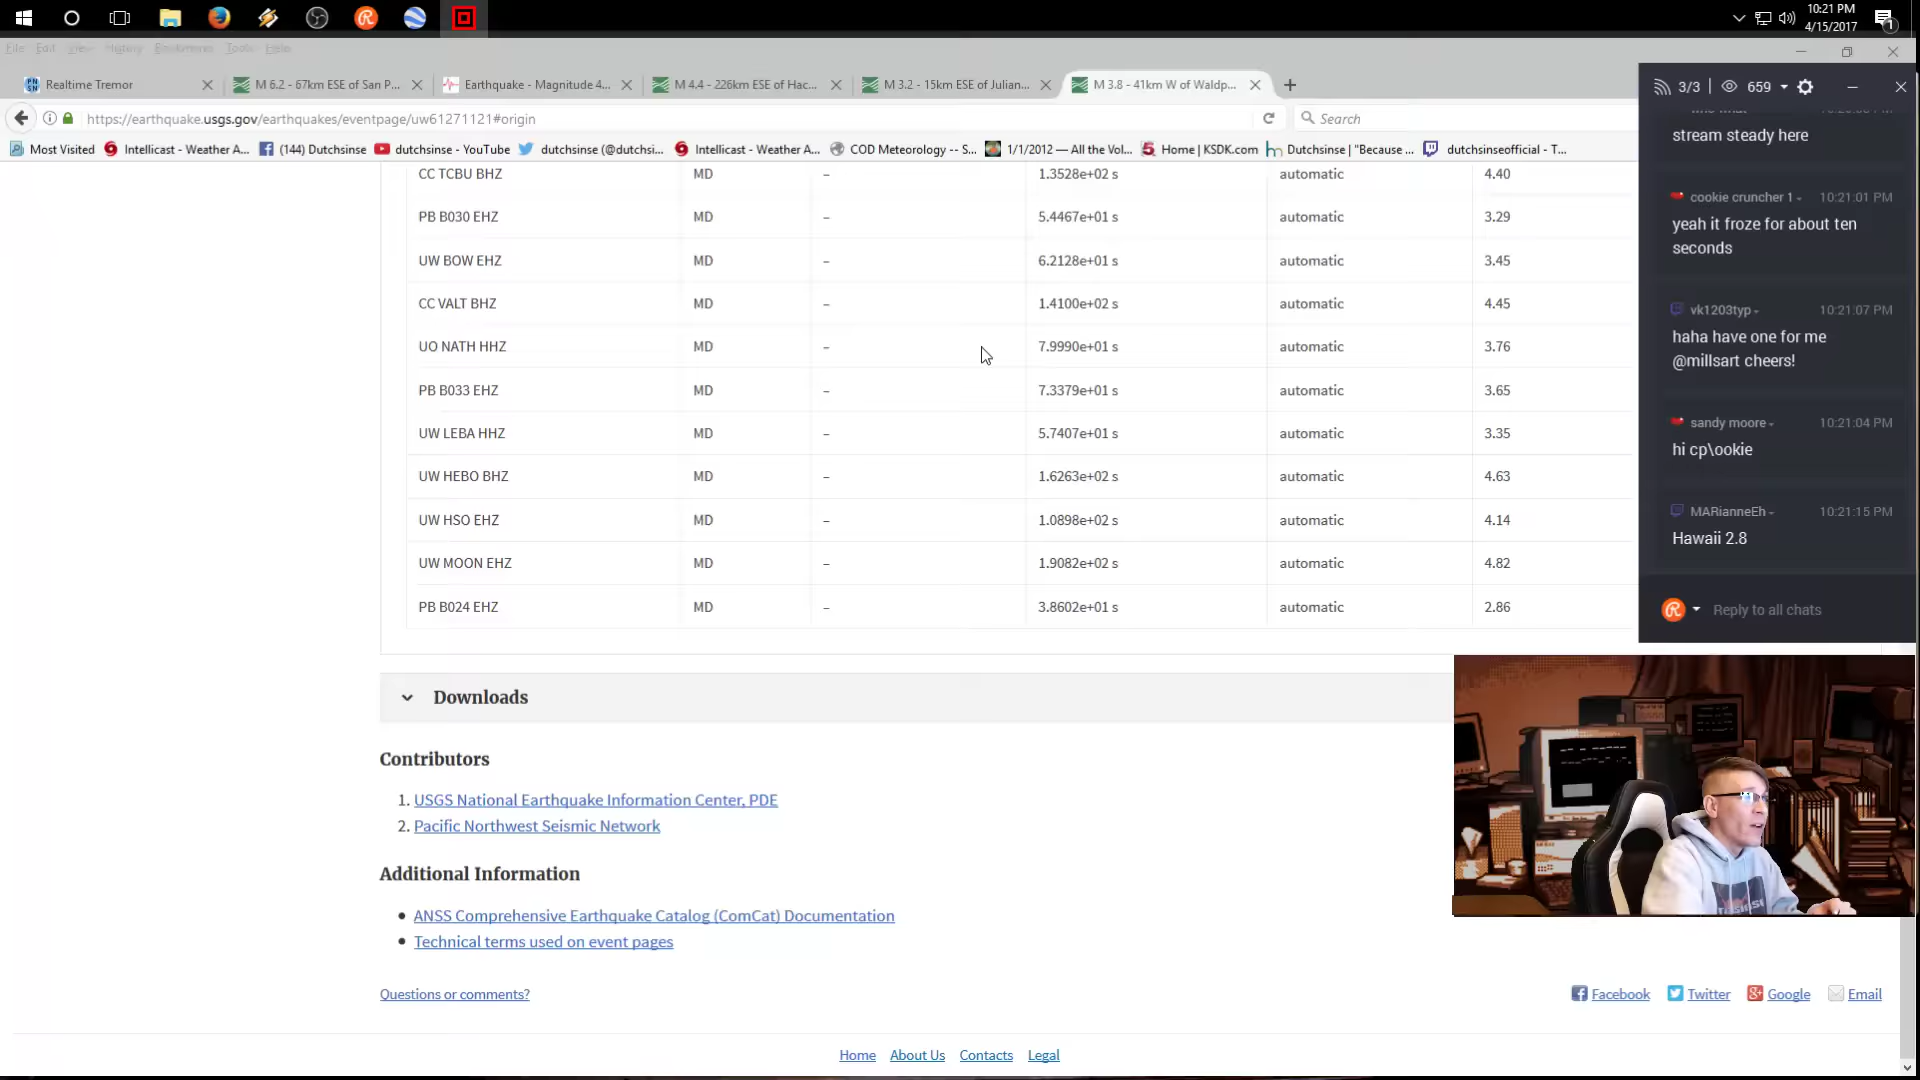 10:21 PM
4/15/2017
1
File Edit View History Bookmarks Tools Help
Realtime Tremor
M 6.2 - 67km ESE of San P...
Earthquake - Magnitude 4...
M 4.4 - 226km ESE of Hac...
M 3.2 - 15km ESE of Julian...
M 3.8 - 41km W of Waldp...
https://earthquake.usgs.gov/earthquakes/eventpage/uw61271121#origin
Search
Most Visited
Intellicast - Weather A...
(144) Dutchsinse
dutchsinse - YouTube
dutchsinse (@dutchsi...
Intellicast - Weather A...
COD Meteorology -- S...
1/1/2012 — All the Vol...
Home | KSDK.com
Dutchsinse | "Because ...
dutchsinseofficial - T...
CC TCBU BHZ MD – 1.3528e+02 s automatic 4.40
PB B030 EHZ MD – 5.4467e+01 s automatic 3.29
UW BOW EHZ MD – 6.2128e+01 s automatic 3.45
CC VALT BHZ MD – 1.4100e+02 s automatic 4.45
UO NATH HHZ MD – 7.9990e+01 s automatic 3.76
PB B033 EHZ MD – 7.3379e+01 s automatic 3.65
UW LEBA HHZ MD – 5.7407e+01 s automatic 3.35
UW HEBO BHZ MD – 1.6263e+02 s automatic 4.63
UW HSO EHZ MD – 1.0898e+02 s automatic 4.14
UW MOON EHZ MD – 1.9082e+02 s automatic 4.82
PB B024 EHZ MD – 3.8602e+01 s automatic 2.86
Downloads
Contributors
1. USGS National Earthquake Information Center, PDE
2. Pacific Northwest Seismic Network
Additional Information
• ANSS Comprehensive Earthquake Catalog (ComCat) Documentation
• Technical terms used on event pages
Questions or comments?
Facebook Twitter Google Email
Home About Us Contacts Legal
3/3 | 659
stream steady here
cookie cruncher 1 10:21:01 PM
yeah it froze for about ten
seconds
vk1203typ 10:21:07 PM
haha have one for me
@millsart cheers!
sandy moore 10:21:04 PM
hi cp\ookie
MARianneEh 10:21:15 PM
Hawaii 2.8
Reply to all chats